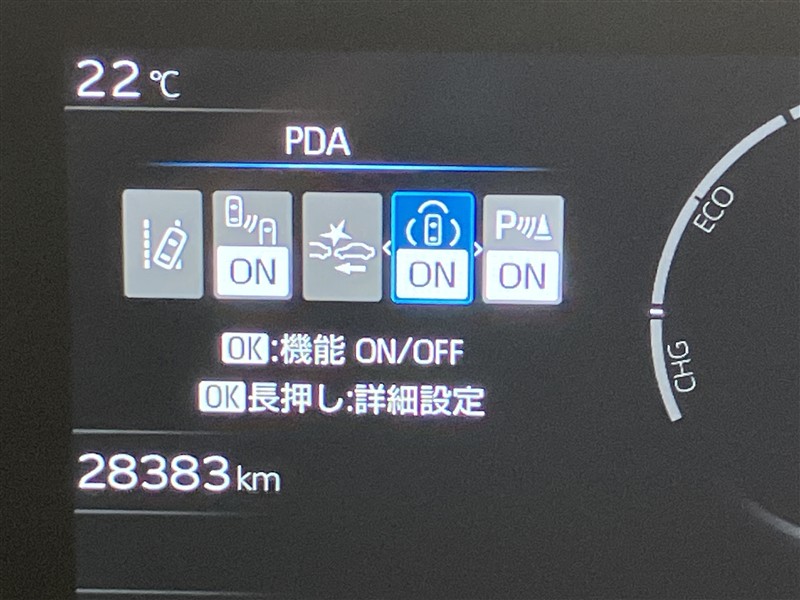 22℃
PDA
ON ON P ON
OK:機能 ON/OFF
OK長押し:詳細設定
28383km
ECO
CHG